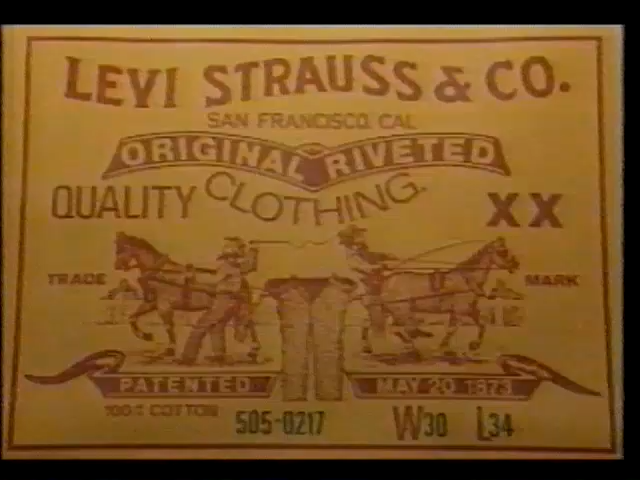 LEVI STRAUSS & CO.
SAN FRANCISCO, CAL.
ORIGINAL RIVETED
QUALITY CLOTHING. XX
TRADE MARK
PATENTED MAY 20 1873
100% COTTON 505-0217 W30 L34